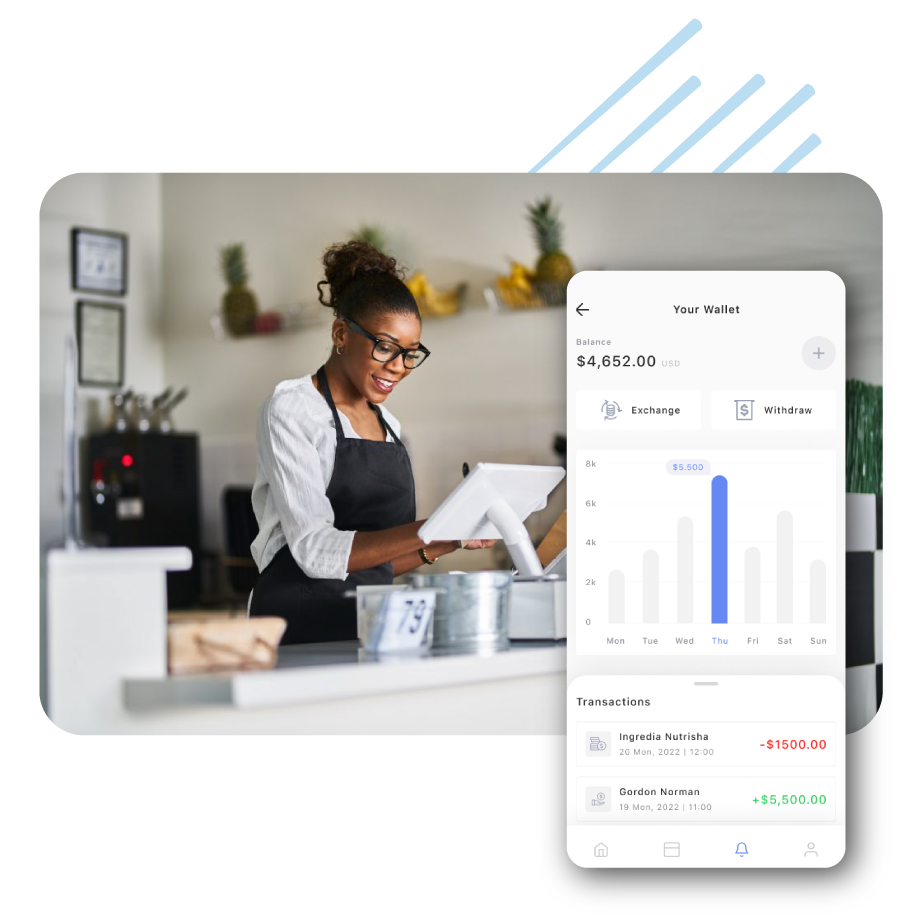 Your Wallet
Balance
$4,652.00 USD
Exchange
Withdraw
8k
$5.500
6k
4k
2k
0
Mon Tue Wed Thu Fri Sat Sun
Transactions
Ingredia Nutrisha
20 Mon, 2022 | 12:00
-$1500.00
Gordon Norman
19 Mon, 2022 | 11:00
+$5,500.00
79